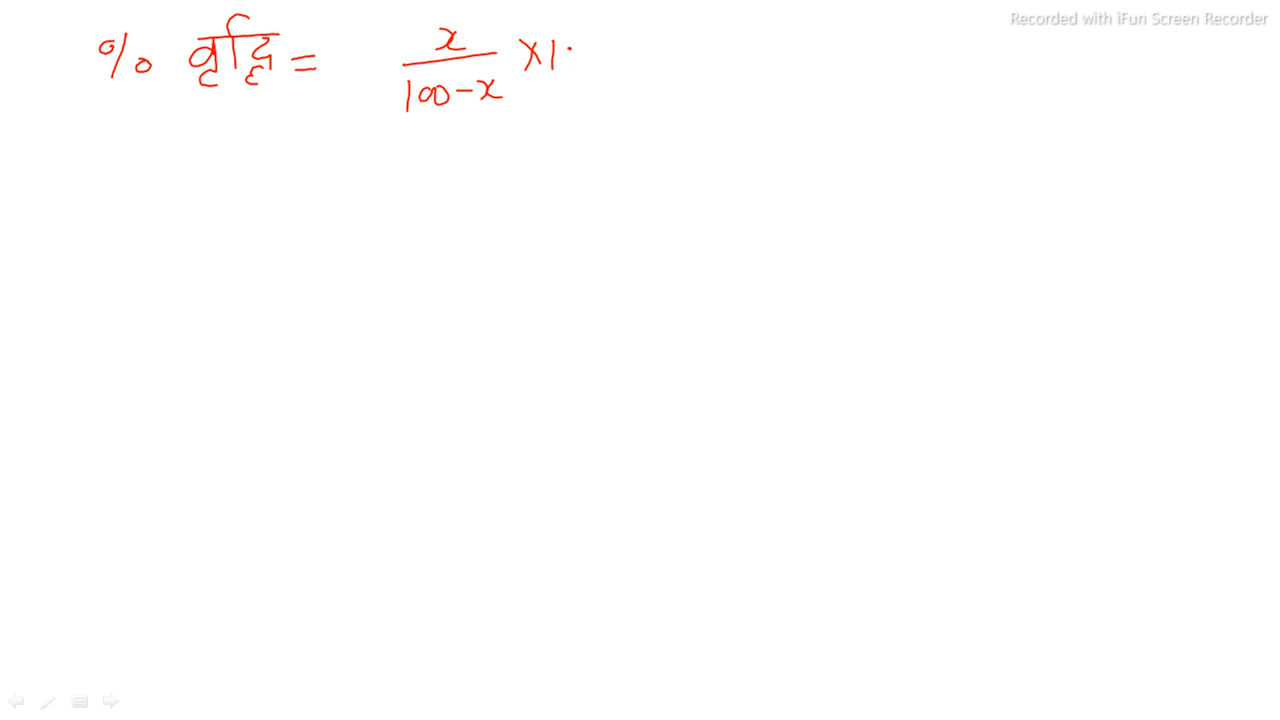 Recorded with iFun Screen Recorder
% वृद्धि = x/(100-x) ×1